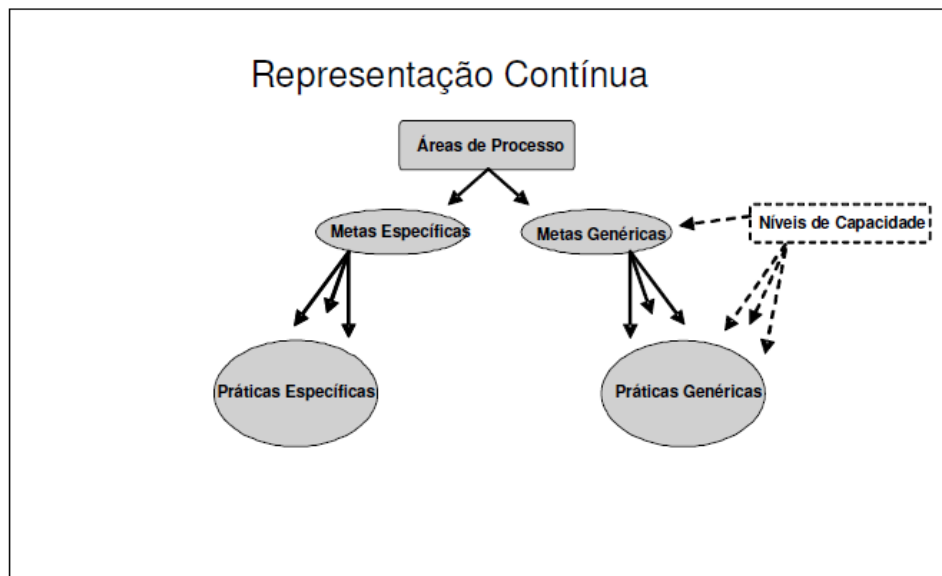 Representação Contínua
Áreas de Processo
Metas Específicas
Metas Genéricas
Níveis de Capacidade
Práticas Específicas
Práticas Genéricas